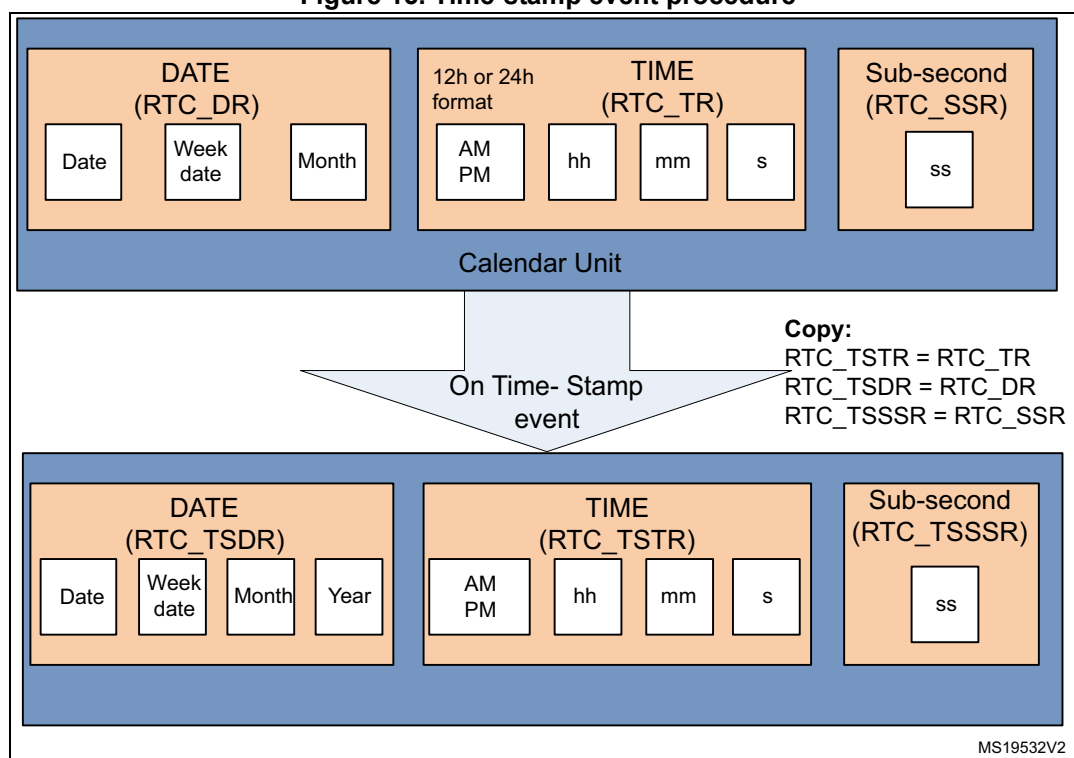 Figure Time-stamp event procedure
DATE
(RTC_DR)
Date
Week
date
Month
12h or 24h
format
TIME
(RTC_TR)
AM
PM
hh
mm
s
Sub-second
(RTC_SSR)
ss
Calendar Unit
On Time- Stamp
event
Copy:
RTC_TSTR = RTC_TR
RTC_TSDR = RTC_DR
RTC_TSSSR = RTC_SSR
DATE
(RTC_TSDR)
Date
Week
date
Month
Year
TIME
(RTC_TSTR)
AM
PM
hh
mm
s
Sub-second
(RTC_TSSSR)
ss
MS19532V2